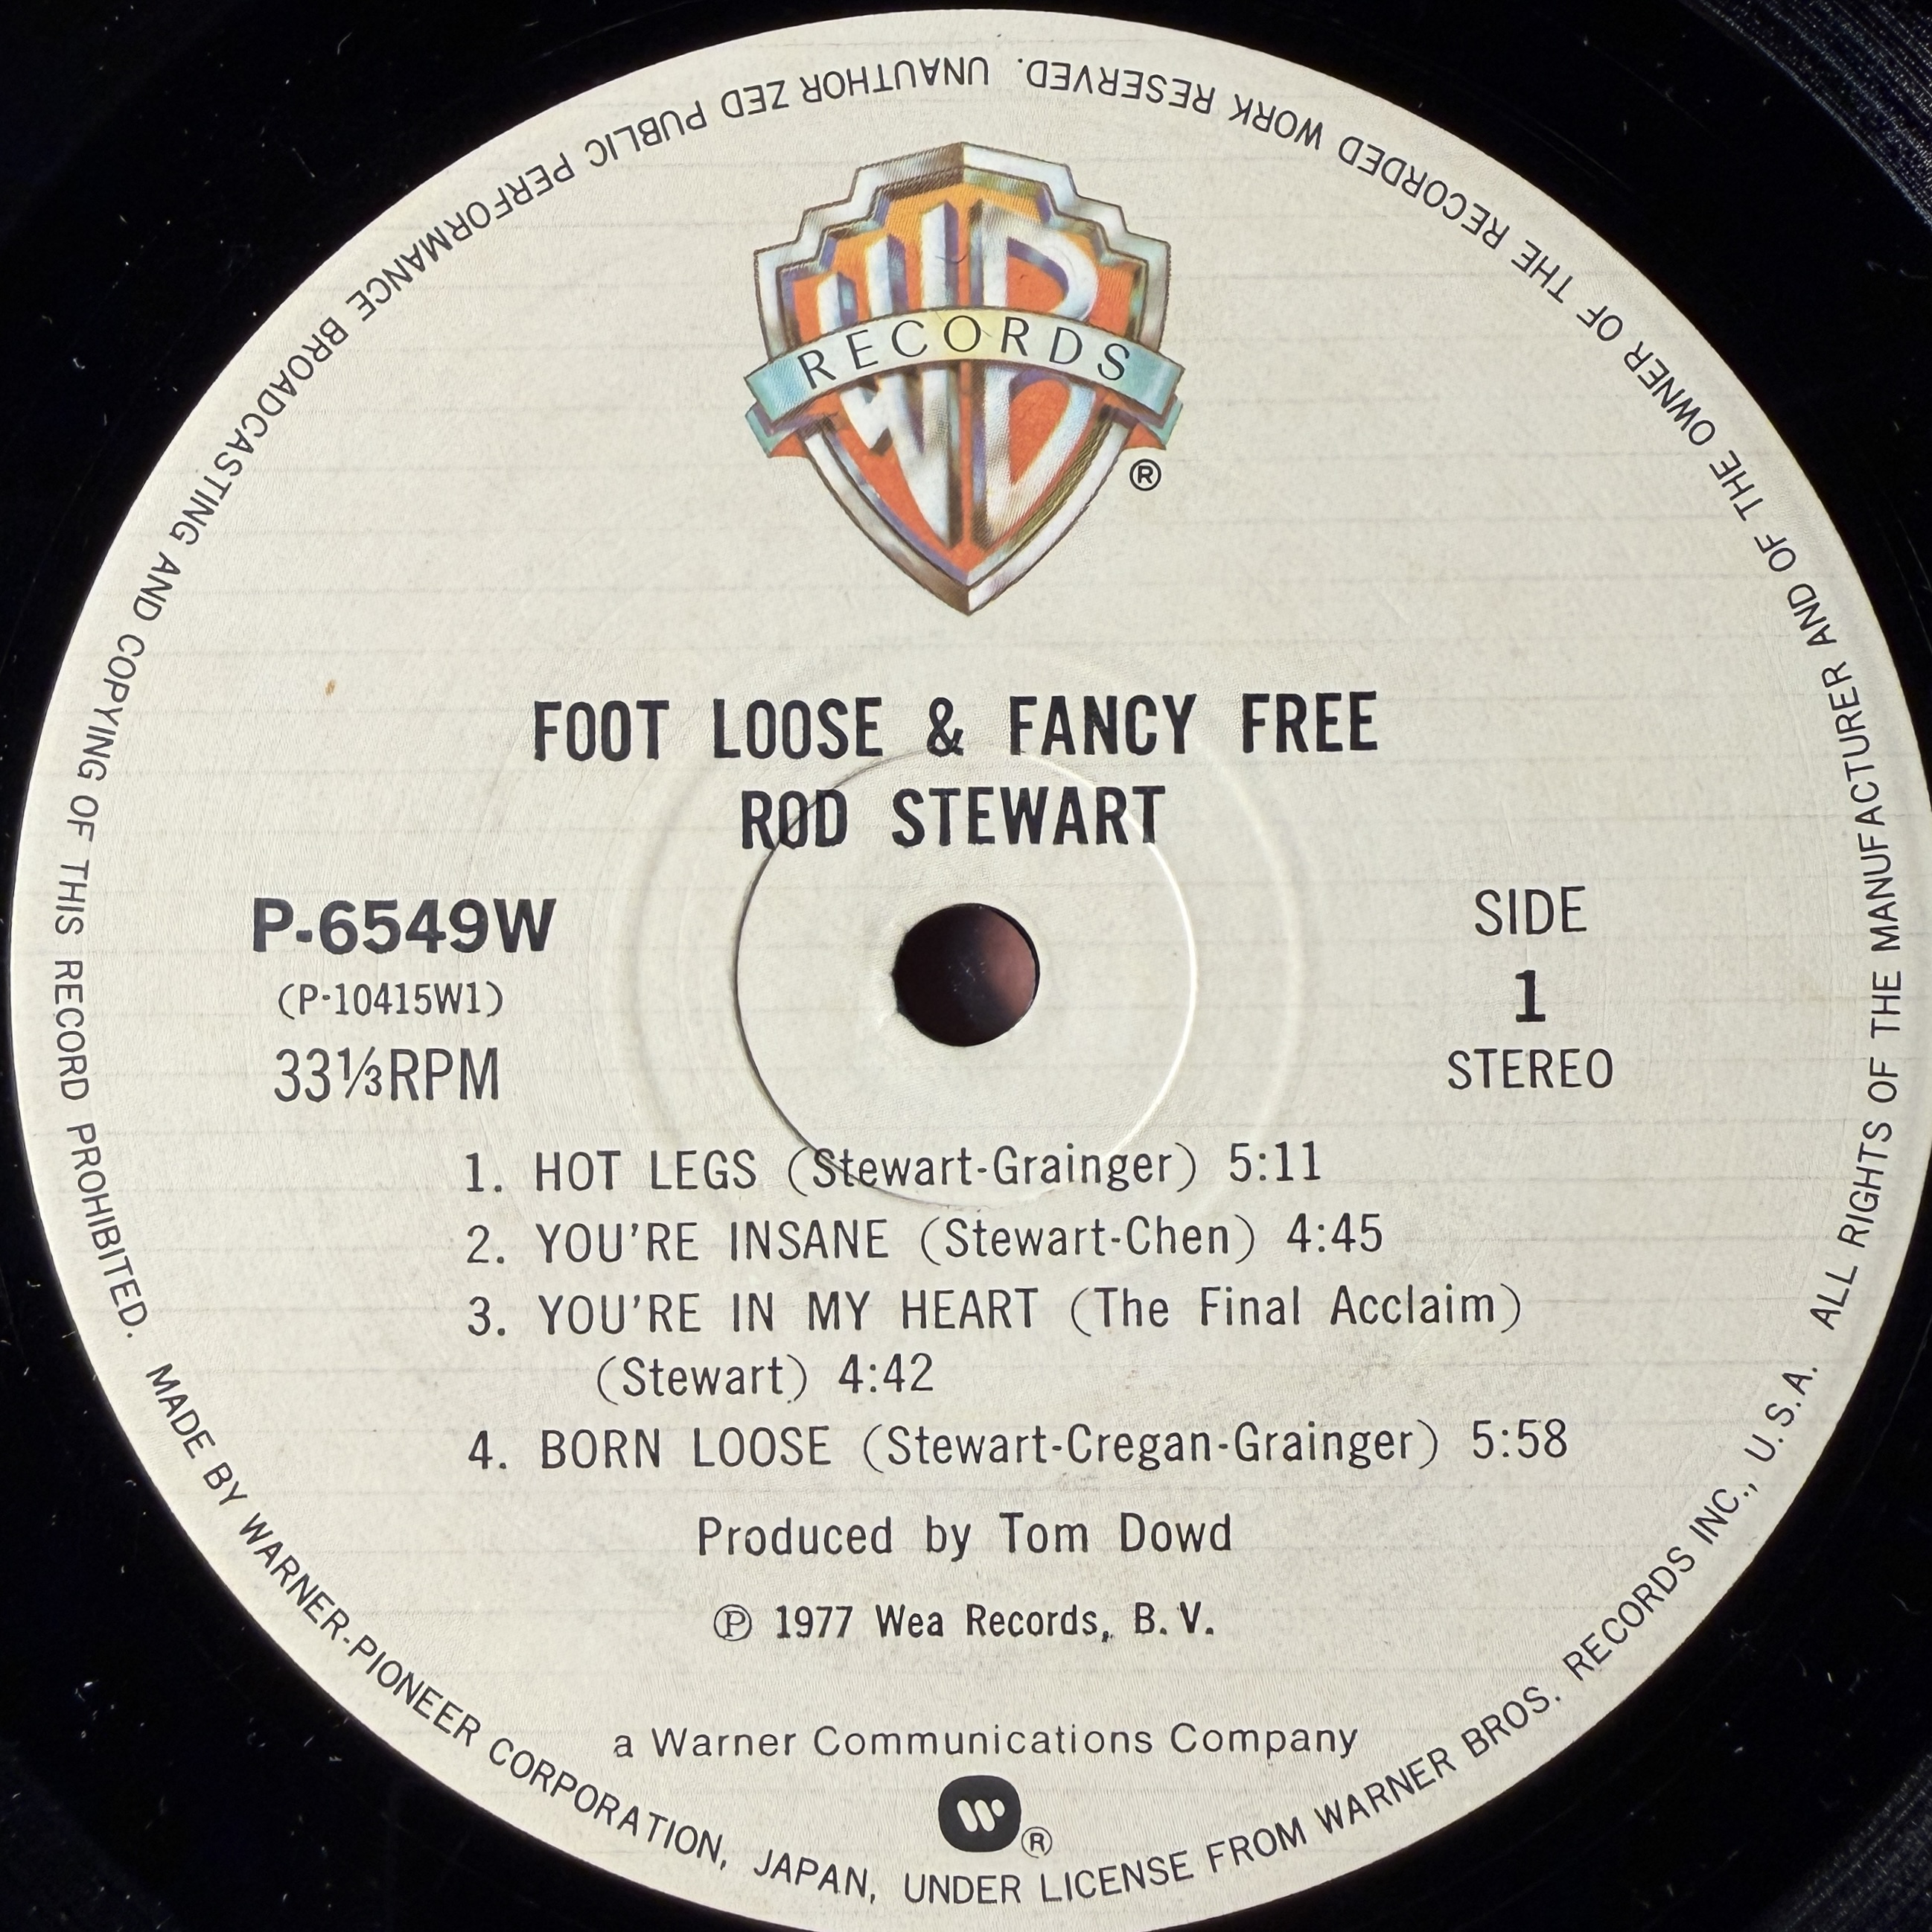 WB
RECORDS
®
FOOT LOOSE & FANCY FREE
ROD STEWART
P-6549W
(P-10415W1)
33⅓RPM
SIDE
1
STEREO
1. HOT LEGS (Stewart-Grainger) 5:11
2. YOU'RE INSANE (Stewart-Chen) 4:45
3. YOU'RE IN MY HEART (The Final Acclaim)
(Stewart) 4:42
4. BORN LOOSE (Stewart-Cregan-Grainger) 5:58
Produced by Tom Dowd
℗ 1977 Wea Records, B. V.
a Warner Communications Company
W®
MADE BY WARNER-PIONEER CORPORATION, JAPAN, UNDER LICENSE FROM WARNER BROS. RECORDS INC., U.S.A. ALL RIGHTS OF THE MANUFACTURER AND OF THE OWNER OF THE RECORDED WORK RESERVED. UNAUTHOR ZED PUBLIC PERFORMANCE BROADCASTING AND COPYING OF THIS RECORD PROHIBITED.